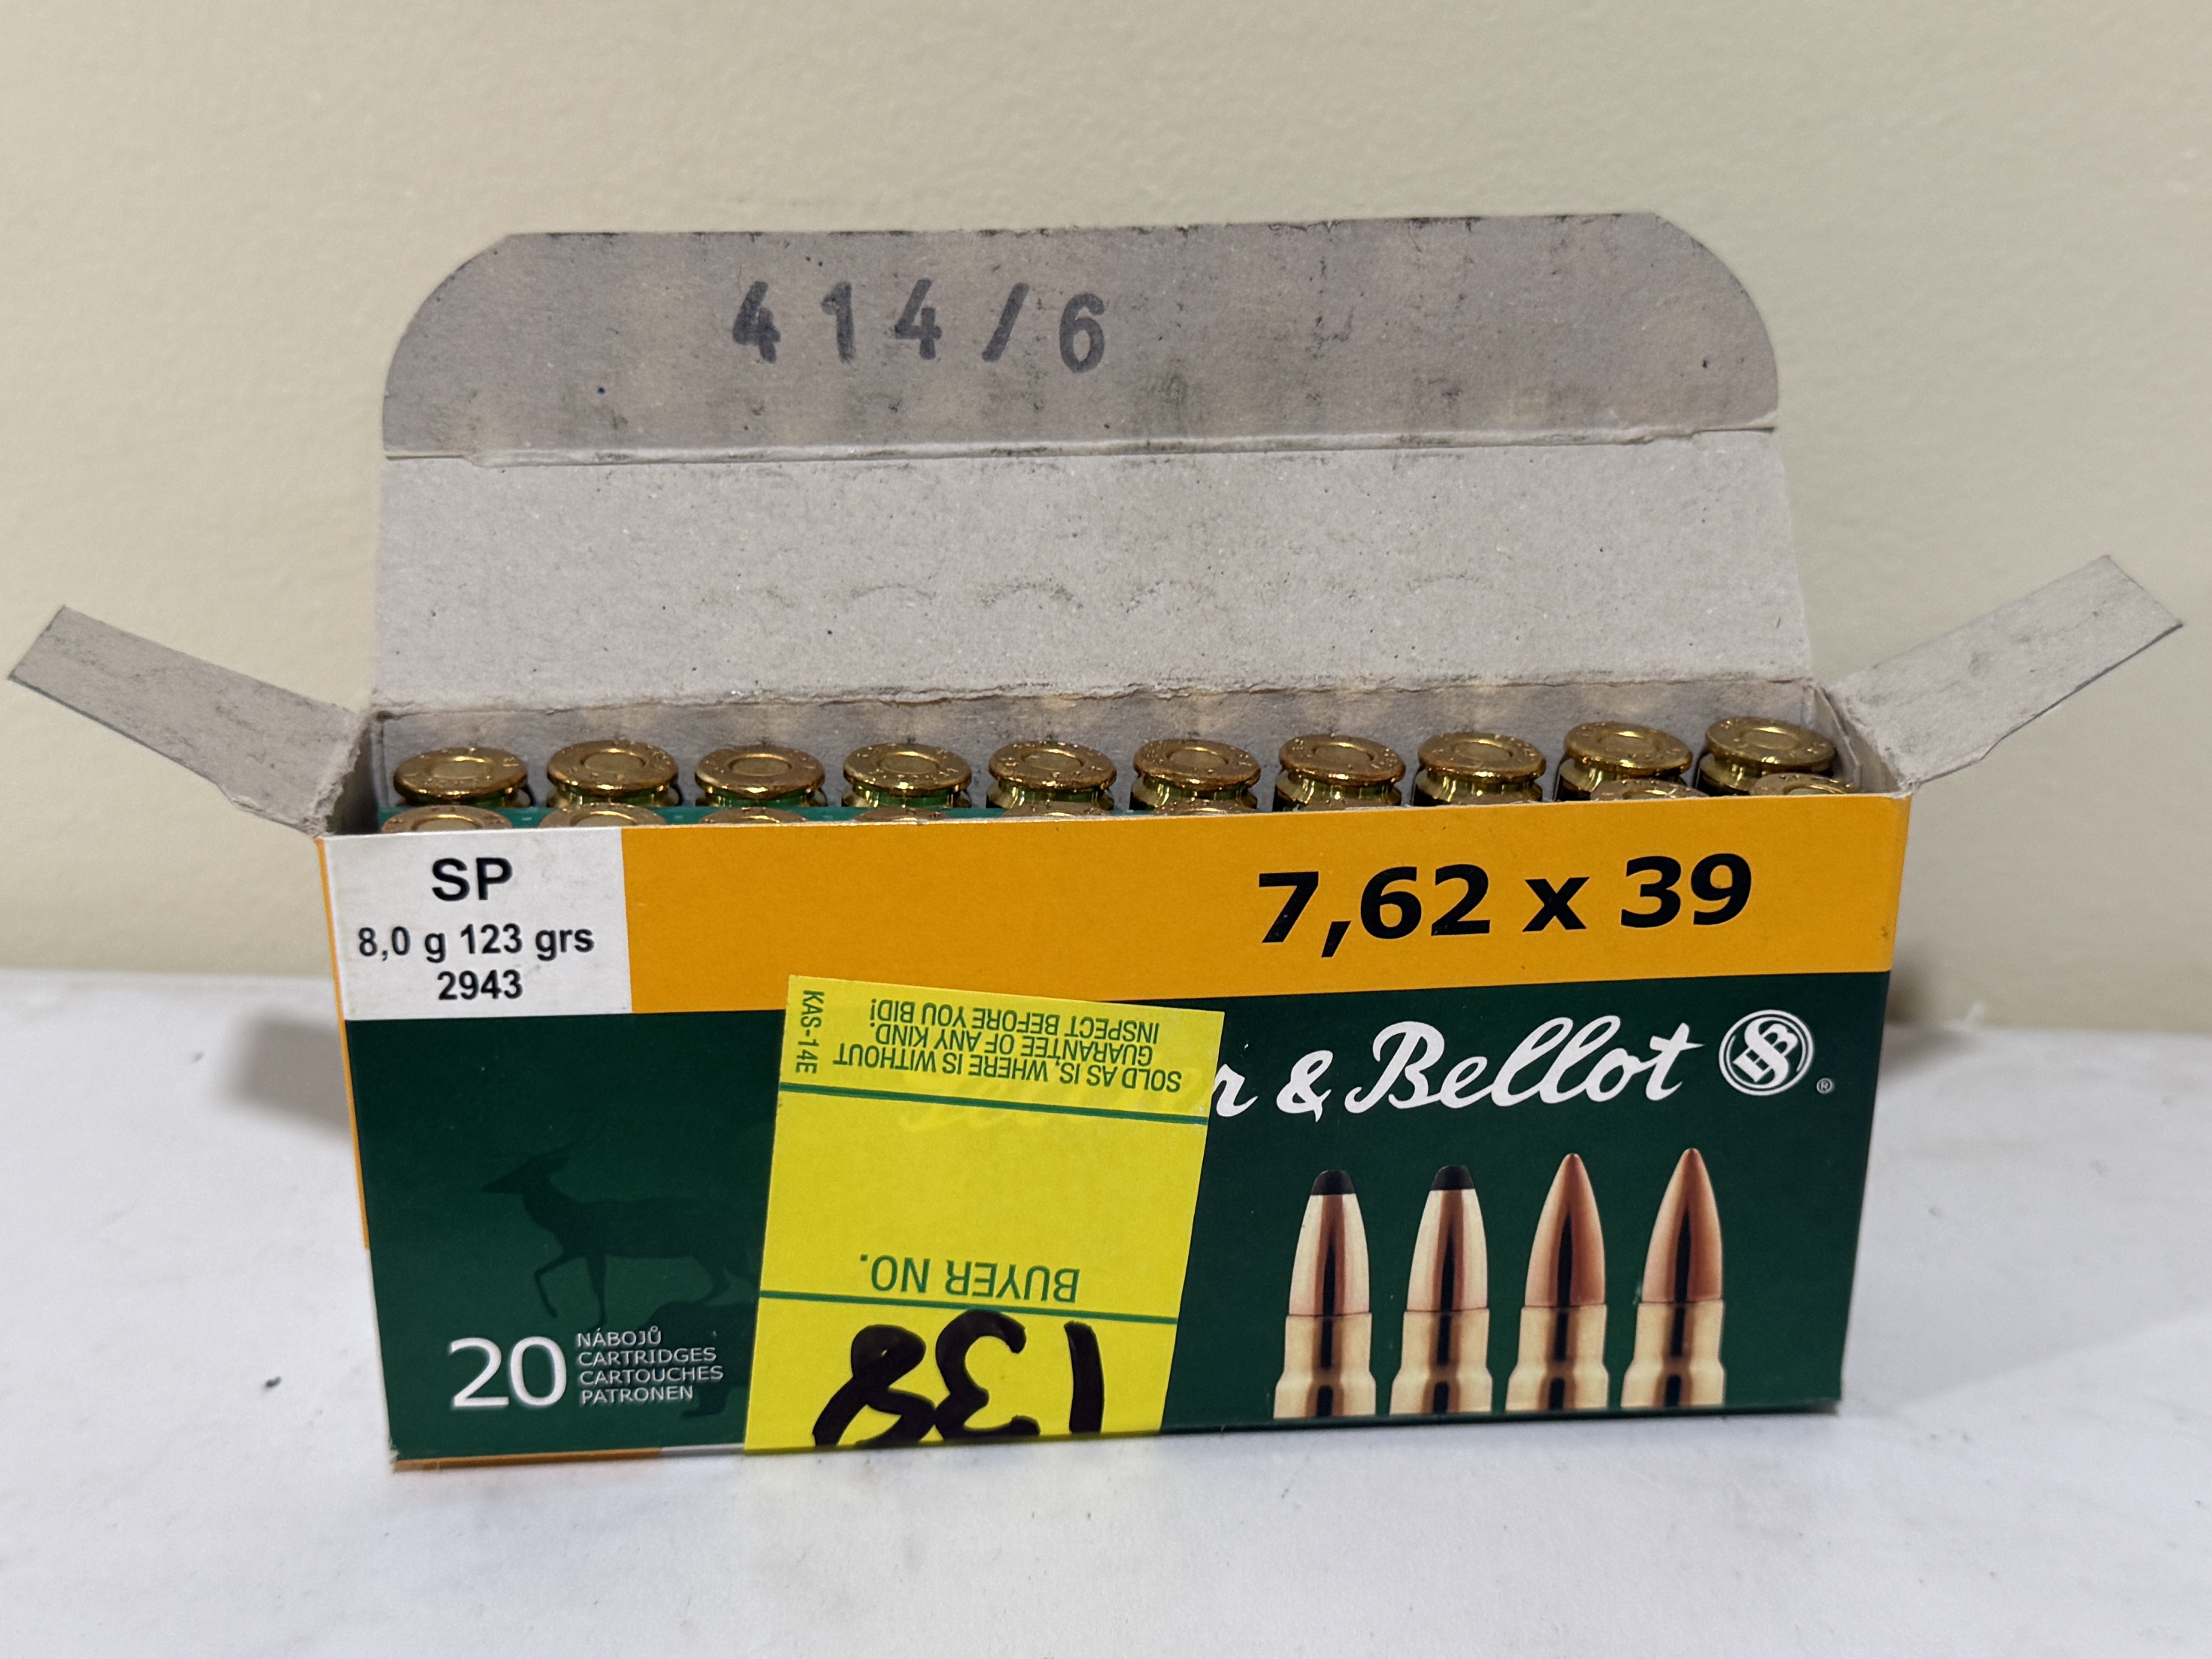 414/6
SP
8,0 g 123 grs
2943
7,62 x 39
r & Bellot
®
20
NÁBOJŮ
CARTRIDGES
CARTOUCHES
PATRONEN
KAS-14E
SOLD AS IS, WHERE IS WITHOUT
GUARANTEE OF ANY KIND.
INSPECT BEFORE YOU BID!
BUYER NO.
138